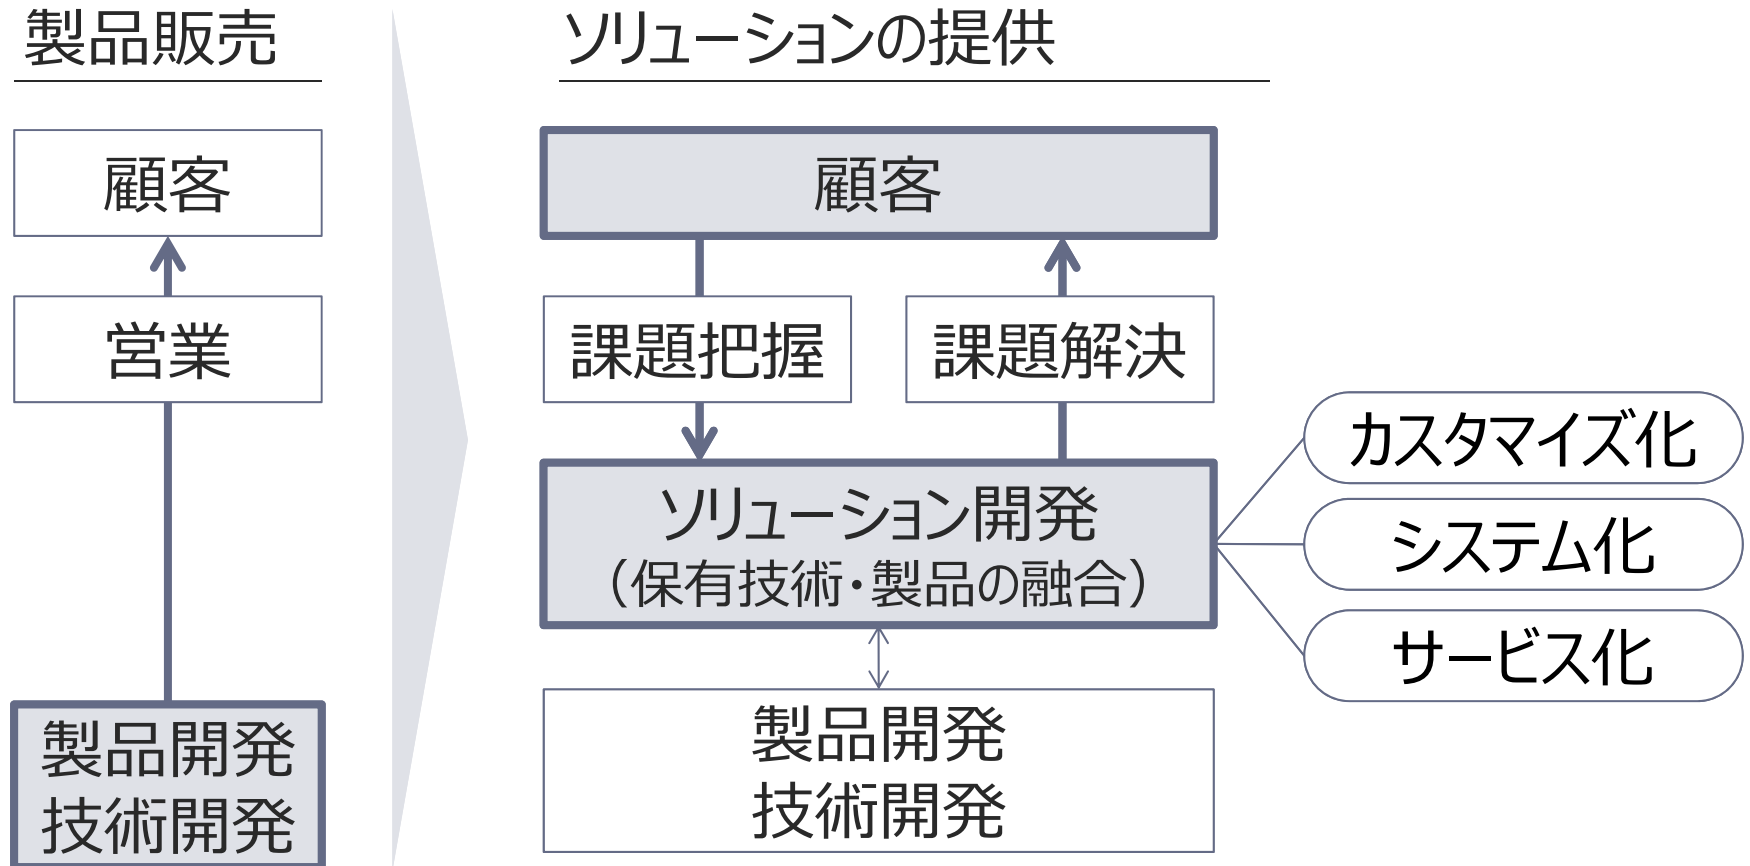 製品販売
顧客
営業
製品開発
技術開発
ソリューションの提供
顧客
課題把握
課題解決
ソリューション開発
（保有技術・製品の融合）
製品開発
技術開発
カスタマイズ化
システム化
サービス化